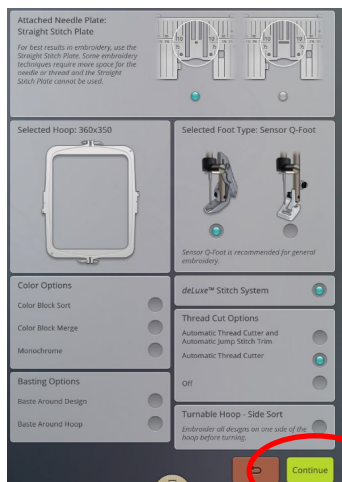 Attached Needle Plate:
Straight Stitch Plate
For best results in embroidery, use the
Straight Stitch Plate. Some embroidery
techniques require more space for the
needle or thread and the Straight
Stitch Plate cannot be used.
Selected Hoop: 360x350
Selected Foot Type: Sensor Q-Foot
Sensor Q-Foot is recommended for general
embroidery.
Color Options
Color Block Sort
Color Block Merge
Monochrome
Basting Options
Baste Around Design
Baste Around Hoop
deLuxe™ Stitch System
Thread Cut Options
Automatic Thread Cutter and
Automatic Jump Stitch Trim
Automatic Thread Cutter
Off
Turnable Hoop - Side Sort
Embroider all designs on one side of the
hoop before turning.
Continue